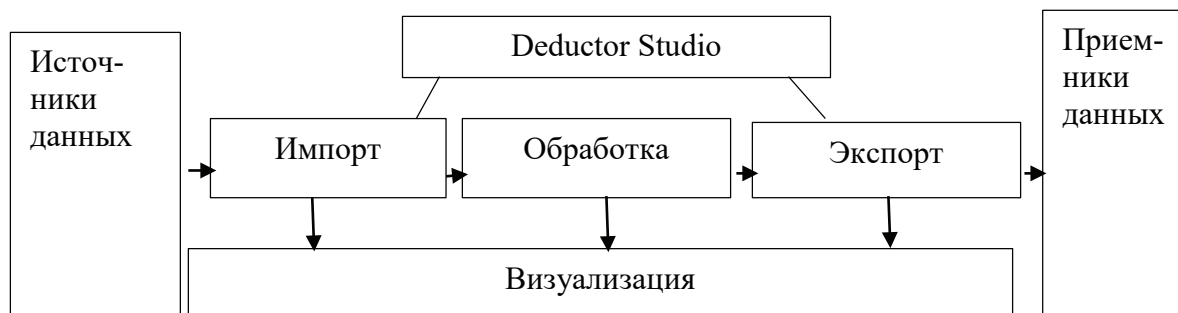 Deductor Studio
Источ-
ники
данных
Импорт
Обработка
Экспорт
Прием-
ники
данных
Визуализация